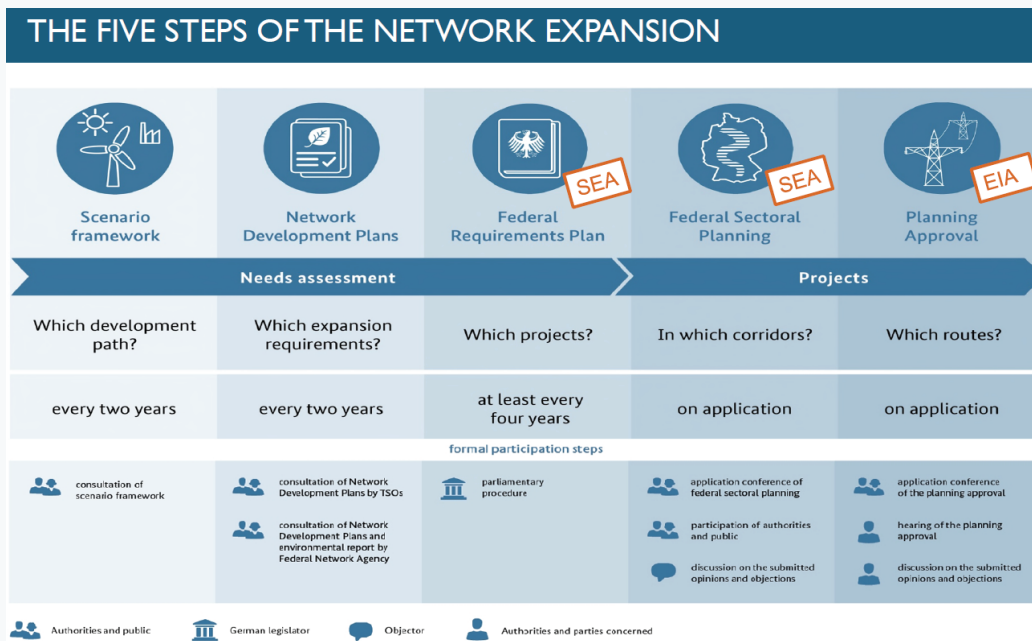 THE FIVE STEPS OF THE NETWORK EXPANSION
SEA
SEA
EIA
Scenario
framework
Network
Development Plans
Federal
Requirements Plan
Federal Sectoral
Planning
Planning
Approval
Needs assessment
Projects
Which development
path?
Which expansion
requirements?
Which projects?
In which corridors?
Which routes?
every two years
every two years
at least every
four years
on application
on application
formal participation steps
consultation of
scenario framework
consultation of Network
Development Plans by TSOs
consultation of Network
Development Plans and
environmental report by
Federal Network Agency
parliamentary
procedure
application conference of
federal sectoral planning
participation of authorities
and public
discussion on the submitted
opinions and objections
application conference
of the planning approval
hearing of the planning
approval
discussion on the submitted
opinions and objections
Authorities and public
German legislator
Objector
Authorities and parties concerned